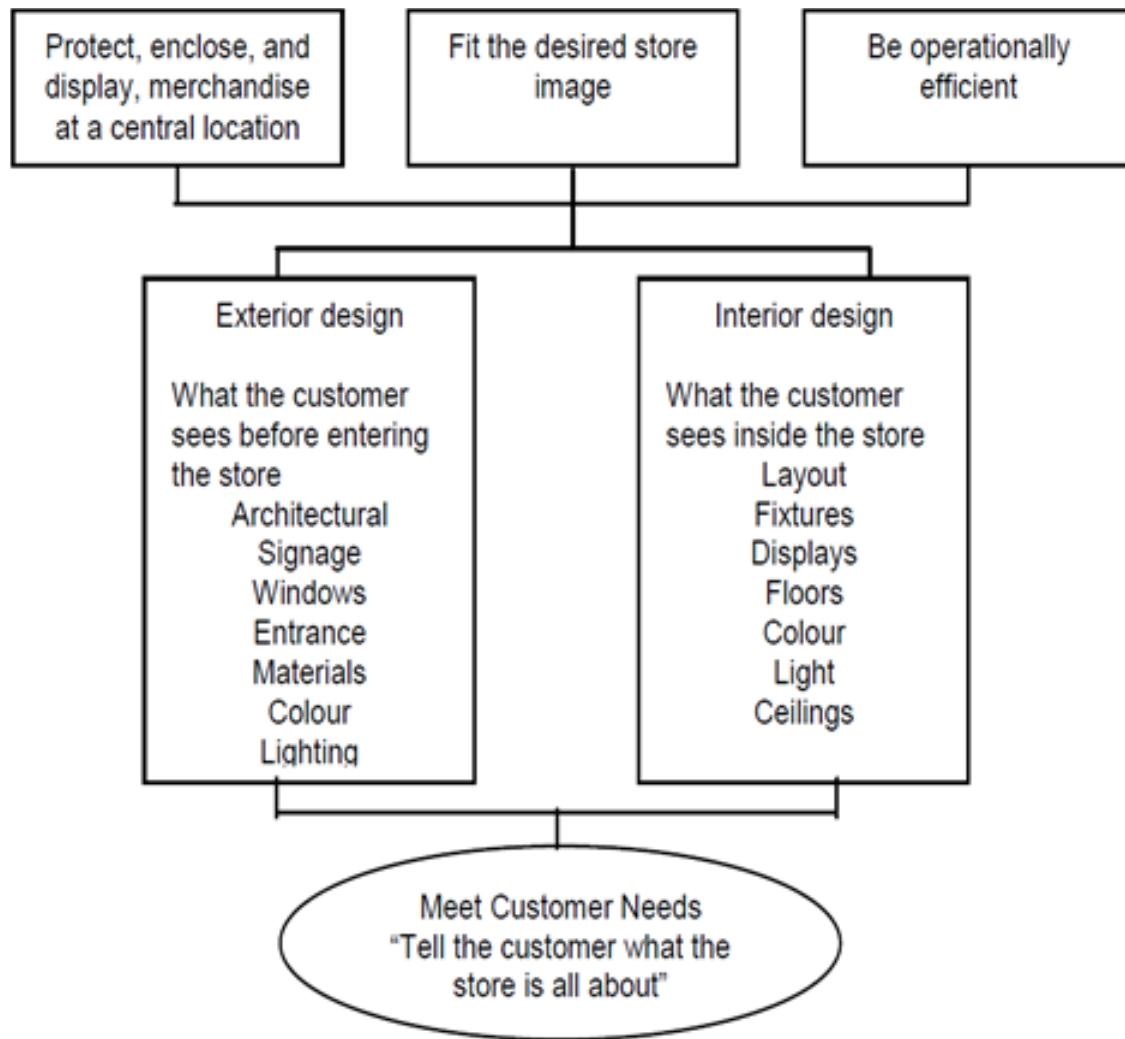 Protect, enclose, and
display, merchandise
at a central location
Fit the desired store
image
Be operationally
efficient
Exterior design
What the customer
sees before entering
the store
Architectural
Signage
Windows
Entrance
Materials
Colour
Lighting
Interior design
What the customer
sees inside the store
Layout
Fixtures
Displays
Floors
Colour
Light
Ceilings
Meet Customer Needs
“Tell the customer what the
store is all about”